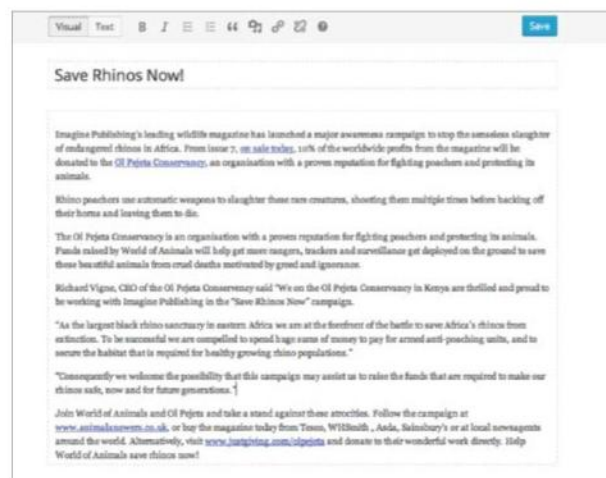 Visual Text B I “ Save
Save Rhinos Now!
Imagine Publishing's leading wildlife magazine has launched a major awareness campaign to stop the senseless slaughter
of endangered rhinos in Africa. From issue 7, on sale today, 10% of the worldwide profits from the magazine will be
donated to the Ol Pejeta Conservancy, an organisation with a proven reputation for fighting poachers and protecting its
animals.
Rhino poachers use automatic weapons to slaughter these rare creatures, shooting them multiple times before hacking off
their horns and leaving them to die.
The Ol Pejeta Conservancy is an organisation with a proven reputation for fighting poachers and protecting its animals.
Funds raised by World of Animals will help get more rangers, trackers and surveillance get deployed on the ground to save
these beautiful animals from cruel deaths motivated by greed and ignorance.
Richard Vigne, CEO of the Ol Pejeta Conservency said "We on the Ol Pejeta Conservancy in Kenya are thrilled and proud to
be working with Imagine Publishing in the "Save Rhinos Now" campaign.
"As the largest black rhino sanctuary in eastern Africa we are at the forefront of the battle to save Africa's rhinos from
extinction. To be successful we are compelled to spend huge sums of money to pay for armed anti-poaching units, and to
secure the habitat that is required for healthy growing rhino populations."
"Consequently we welcome the possibility that this campaign may assist us to raise the funds that are required to make our
rhinos safe, now and for future generations."
Join World of Animals and Ol Pejeta and take a stand against these atrocities. Follow the campaign at
www.animalanswers.co.uk, or buy the magazine today from Tesco, WHSmith , Asda, Sainsbury's or at local newsagents
around the world. Alternatively, visit www.justgiving.com/olpejeta and donate to their wonderful work directly. Help
World of Animals save rhinos now!